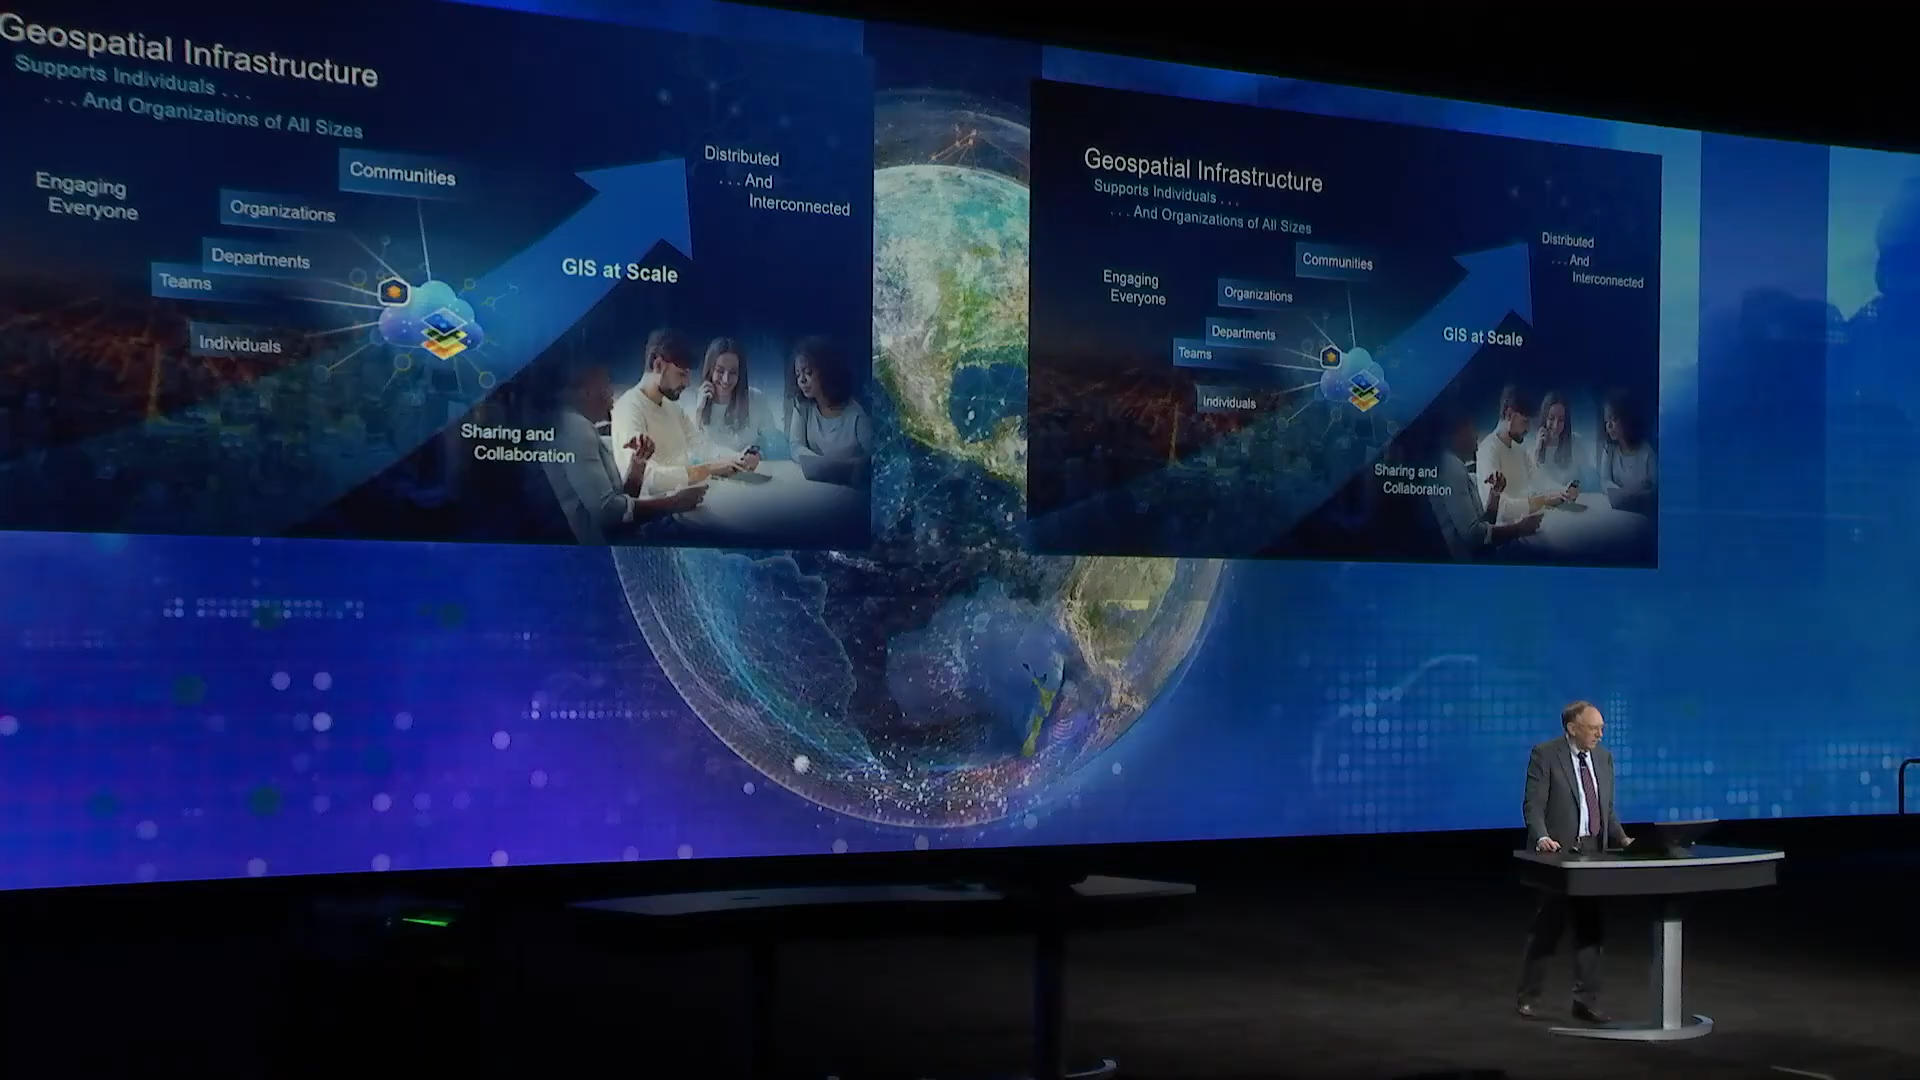 Geospatial Infrastructure
Supports Individuals . . .
. . . And Organizations of All Sizes
Engaging
Everyone
Communities
Organizations
Departments
Teams
Individuals
Distributed
. . . And
Interconnected
GIS at Scale
Sharing and
Collaboration
Geospatial Infrastructure
Supports Individuals . . .
. . . And Organizations of All Sizes
Engaging
Everyone
Communities
Organizations
Departments
Teams
Individuals
Distributed
. . . And
Interconnected
GIS at Scale
Sharing and
Collaboration